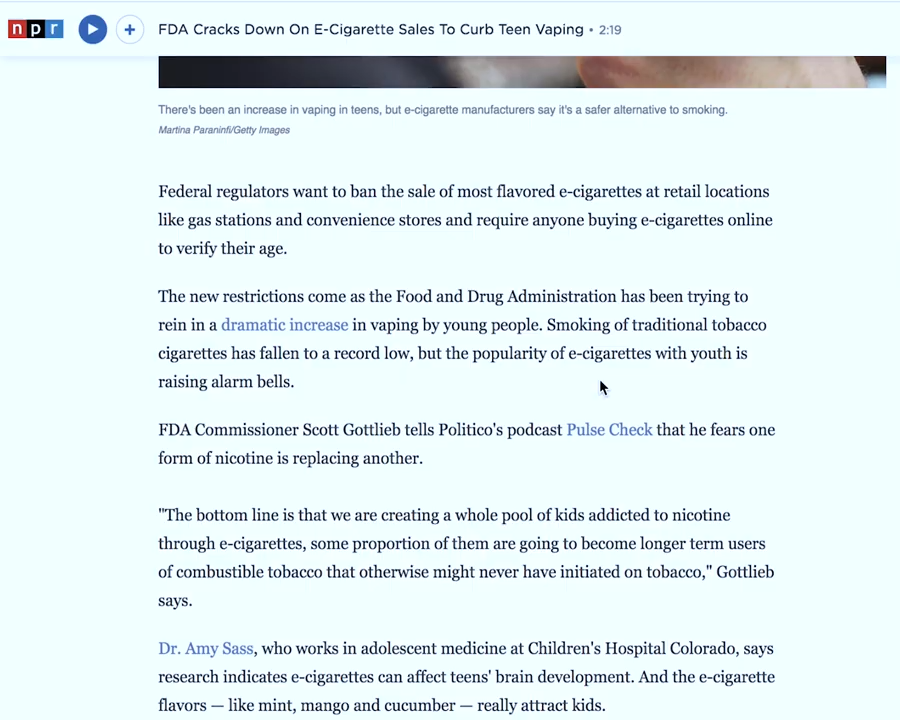 npr FDA Cracks Down On E-Cigarette Sales To Curb Teen Vaping • 2:19
There's been an increase in vaping in teens, but e-cigarette manufacturers say it's a safer alternative to smoking.
Martina Paraninfi/Getty Images
Federal regulators want to ban the sale of most flavored e-cigarettes at retail locations
like gas stations and convenience stores and require anyone buying e-cigarettes online
to verify their age.
The new restrictions come as the Food and Drug Administration has been trying to
rein in a dramatic increase in vaping by young people. Smoking of traditional tobacco
cigarettes has fallen to a record low, but the popularity of e-cigarettes with youth is
raising alarm bells.
FDA Commissioner Scott Gottlieb tells Politico's podcast Pulse Check that he fears one
form of nicotine is replacing another.
"The bottom line is that we are creating a whole pool of kids addicted to nicotine
through e-cigarettes, some proportion of them are going to become longer term users
of combustible tobacco that otherwise might never have initiated on tobacco," Gottlieb
says.
Dr. Amy Sass, who works in adolescent medicine at Children's Hospital Colorado, says
research indicates e-cigarettes can affect teens' brain development. And the e-cigarette
flavors — like mint, mango and cucumber — really attract kids.